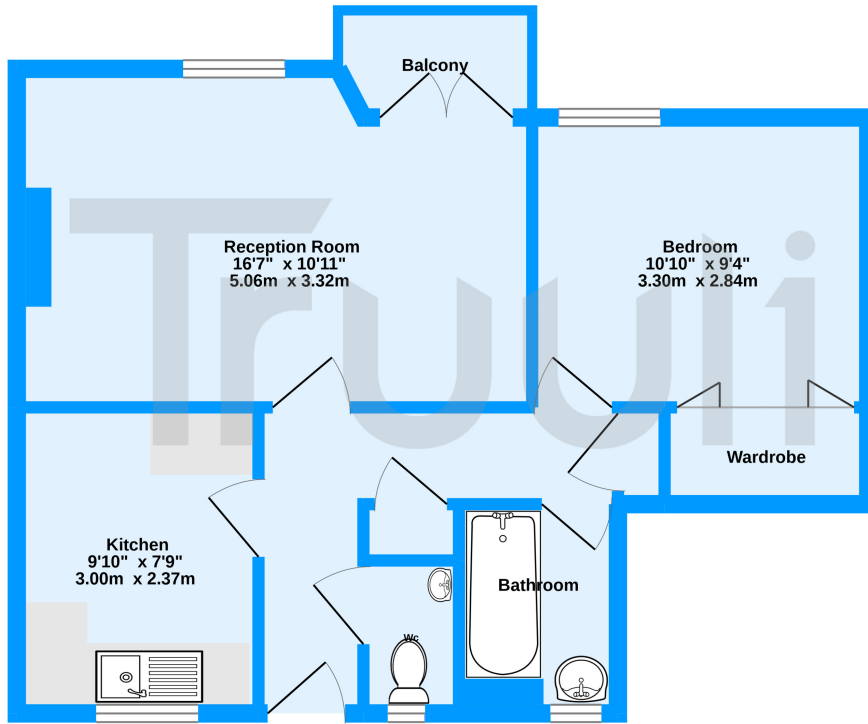 Balcony
Reception Room
16'7" x 10'11"
5.06m x 3.32m
Bedroom
10'10" x 9'4"
3.30m x 2.84m
Truuli
Wardrobe
Kitchen
9'10" x 7'9"
3.00m x 2.37m
Bathroom
Wc